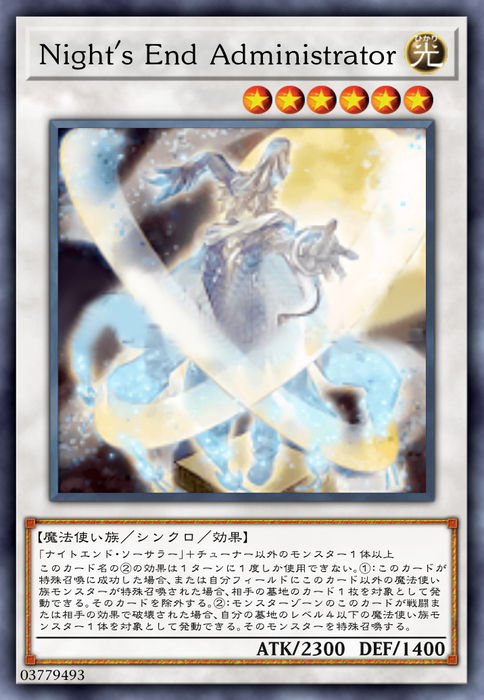 Night's End Administrator
ひかり
光
【魔法使い族／シンクロ／効果】
「ナイトエンド・ソーサラー」＋チューナー以外のモンスター１体以上
このカード名の②の効果は１ターンに１度しか使用できない。①：このカードが
特殊召喚に成功した場合、または自分フィールドにこのカード以外の魔法使い
族モンスターが特殊召喚された場合、相手の墓地のカード１枚を対象として発
動できる。そのカードを除外する。②：モンスターゾーンのこのカードが戦闘ま
たは相手の効果で破壊された場合、自分の墓地のレベル４以下の魔法使い族モ
ンスター１体を対象として発動できる。そのモンスターを特殊召喚する。
ATK/2300 DEF/1400
03779493